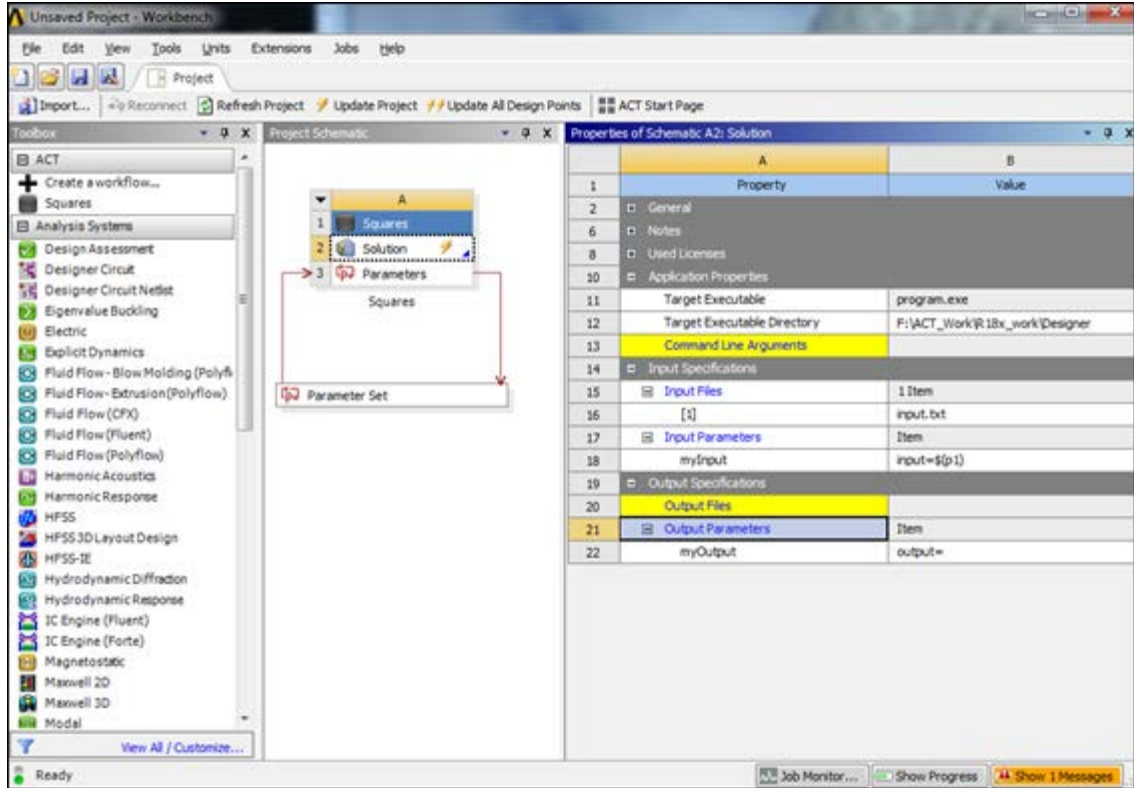 Unsaved Project - Workbench
File Edit View Tools Units Extensions Jobs Help
Project
Import... Reconnect Refresh Project Update Project Update All Design Points ACT Start Page
Toolbox
ACT
Create a workflow...
Squares
Analysis Systems
Design Assessment
Designer Circuit
Designer Circuit Netlist
Eigenvalue Buckling
Electric
Explicit Dynamics
Fluid Flow - Blow Molding (Polyfl
Fluid Flow - Extrusion (Polyflow)
Fluid Flow (CFX)
Fluid Flow (Fluent)
Fluid Flow (Polyflow)
Harmonic Acoustics
Harmonic Response
HFSS
HFSS 3D Layout Design
HFSS-IE
Hydrodynamic Diffraction
Hydrodynamic Response
IC Engine (Fluent)
IC Engine (Forte)
Magnetostatic
Maxwell 2D
Maxwell 3D
Modal
View All / Customize...
Project Schematic
A
1 Squares
2 Solution
3 Parameters
Squares
Parameter Set
Properties of Schematic A2: Solution
A B
1 Property Value
2 General
6 Notes
8 Used Licenses
10 Application Properties
11 Target Executable program.exe
12 Target Executable Directory F:\ACT_Work\R18x_work\Designer
13 Command Line Arguments
14 Input Specifications
15 Input Files 1 Item
16 [1] input.txt
17 Input Parameters Item
18 myInput input=$(p1)
19 Output Specifications
20 Output Files
21 Output Parameters Item
22 myOutput output=
Ready
Job Monitor... Show Progress Show 1 Messages